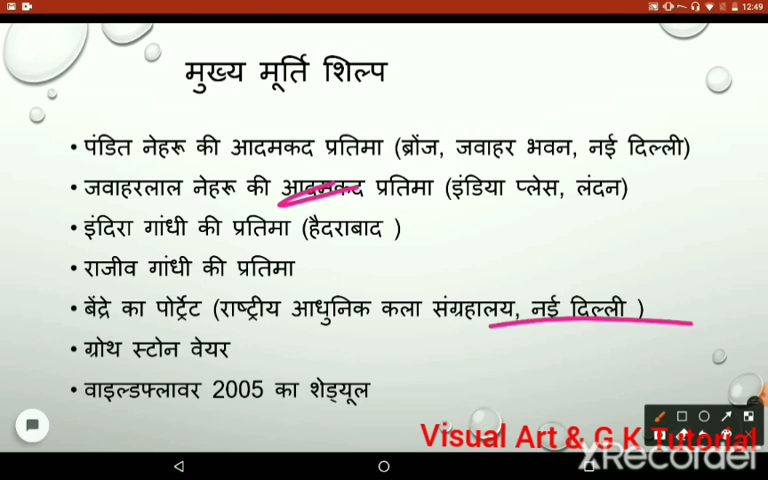 12:49
मुख्य मूर्ति शिल्प
• पंडित नेहरू की आदमकद प्रतिमा (ब्रोंज, जवाहर भवन, नई दिल्ली)
• जवाहरलाल नेहरू की आदमकद प्रतिमा (इंडिया प्लेस, लंदन)
• इंदिरा गांधी की प्रतिमा (हैदराबाद )
• राजीव गांधी की प्रतिमा
• बेंद्रे का पोर्ट्रेट (राष्ट्रीय आधुनिक कला संग्रहालय, नई दिल्ली )
• ग्रोथ स्टोन वेयर
• वाइल्डफ्लावर 2005 का शेड्यूल
Visual Art & G K Tutorial
XRecorder